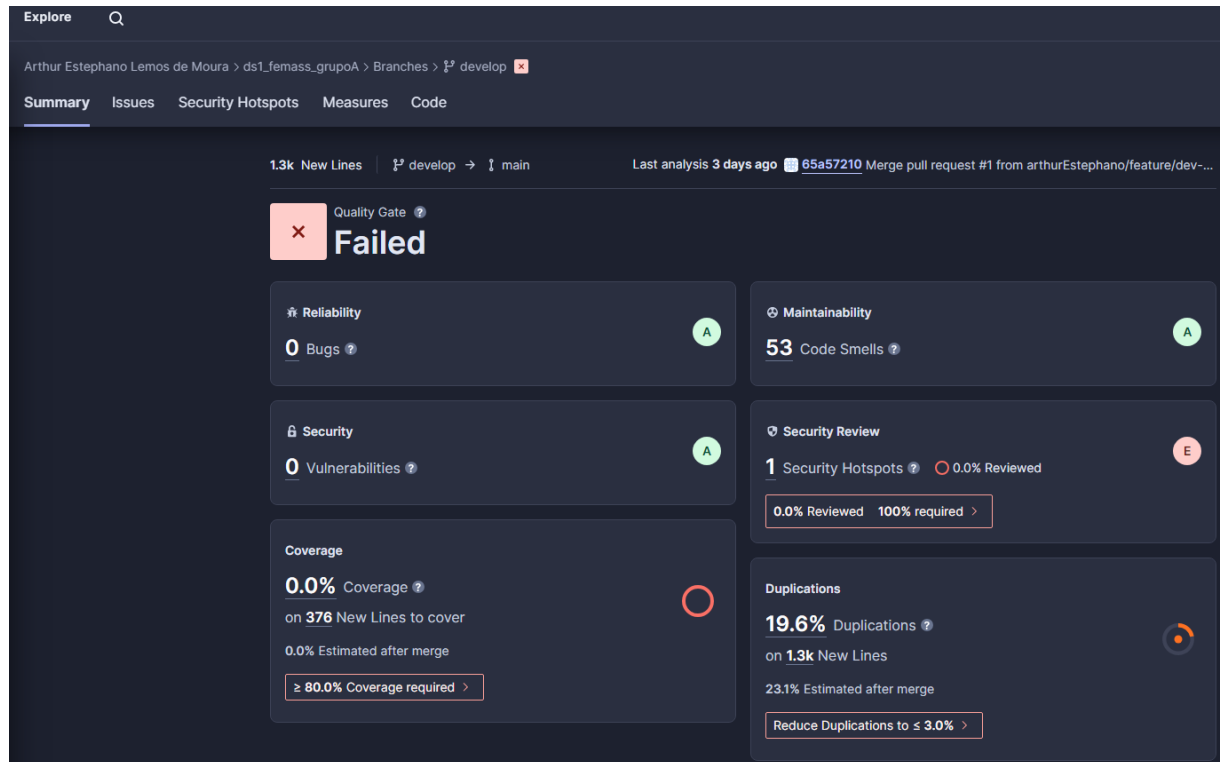 Explore
Arthur Estephano Lemos de Moura > ds1_femass_grupoA > Branches > develop
Summary Issues Security Hotspots Measures Code
1.3k New Lines develop → main Last analysis 3 days ago 65a57210 Merge pull request #1 from arthurEstephano/feature/dev-...
Quality Gate ?
Failed
Reliability
0 Bugs ?
A
Maintainability
53 Code Smells ?
A
Security
0 Vulnerabilities ?
A
Security Review
1 Security Hotspots ? 0.0% Reviewed
E
0.0% Reviewed 100% required >
Coverage
0.0% Coverage ?
on 376 New Lines to cover
0.0% Estimated after merge
≥ 80.0% Coverage required >
Duplications
19.6% Duplications ?
on 1.3k New Lines
23.1% Estimated after merge
Reduce Duplications to ≤ 3.0% >